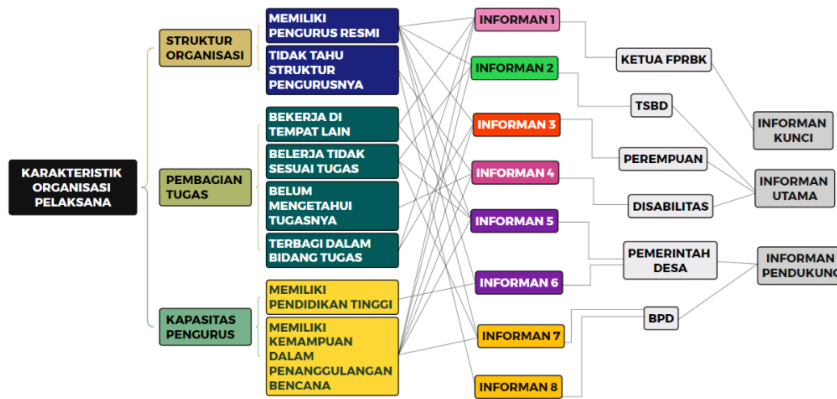 KARAKTERISTIK
ORGANISASI
PELAKSANA
STRUKTUR
ORGANISASI
PEMBAGIAN
TUGAS
KAPASITAS
PENGURUS
MEMILIKI
PENGURUS RESMI
TIDAK TAHU
STRUKTUR
PENGURUSNYA
BEKERJA DI
TEMPAT LAIN
BELERJA TIDAK
SESUAI TUGAS
BELUM
MENGETAHUI
TUGASNYA
TERBAGI DALAM
BIDANG TUGAS
MEMILIKI
PENDIDIKAN TINGGI
MEMILIKI
KEMAMPUAN
DALAM
PENANGGULANGAN
BENCANA
INFORMAN 1
INFORMAN 2
INFORMAN 3
INFORMAN 4
INFORMAN 5
INFORMAN 6
INFORMAN 7
INFORMAN 8
KETUA FPRBK
TSBD
PEREMPUAN
DISABILITAS
PEMERINTAH
DESA
BPD
INFORMAN
KUNCI
INFORMAN
UTAMA
INFORMAN
PENDUKUNG